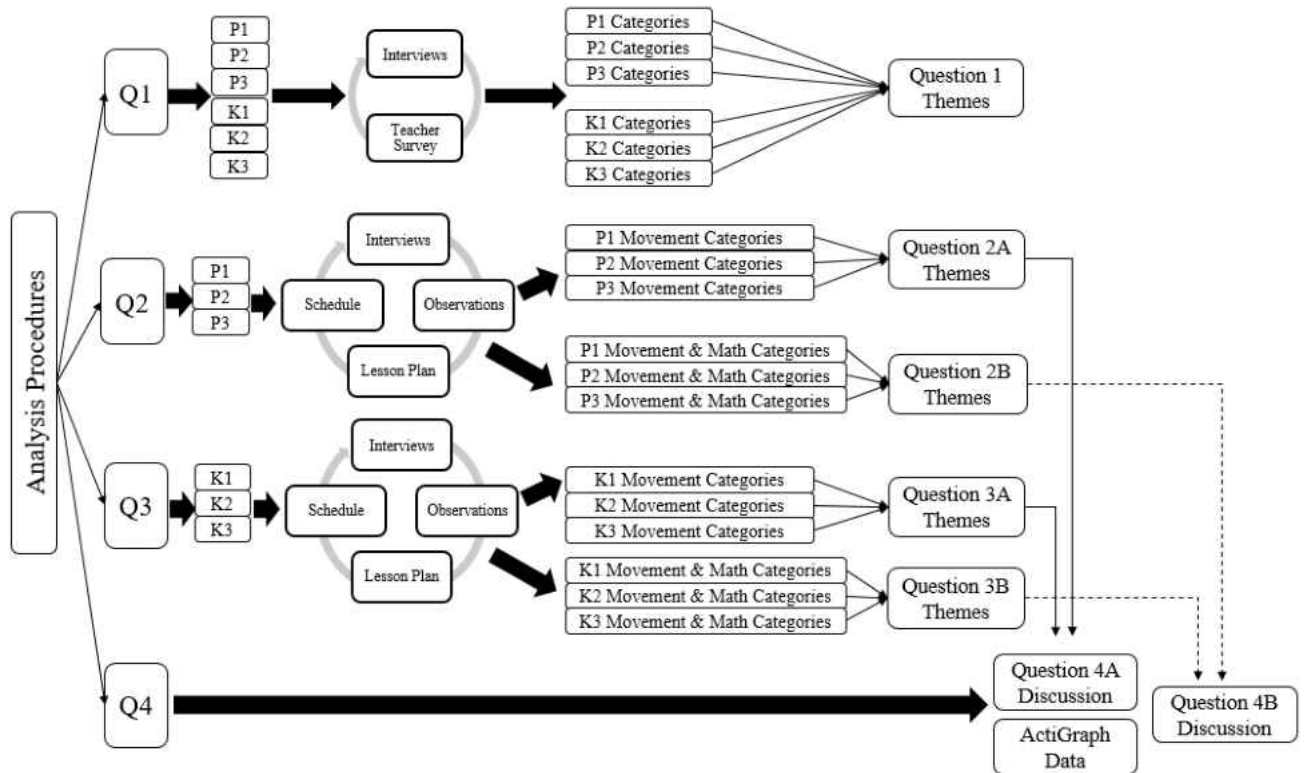 Analysis Procedures
Q1
P1
P2
P3
K1
K2
K3
Interviews
Teacher
Survey
P1 Categories
P2 Categories
P3 Categories
K1 Categories
K2 Categories
K3 Categories
Question 1
Themes
Q2
P1
P2
P3
Interviews
Schedule
Observations
Lesson Plan
P1 Movement Categories
P2 Movement Categories
P3 Movement Categories
Question 2A
Themes
P1 Movement & Math Categories
P2 Movement & Math Categories
P3 Movement & Math Categories
Question 2B
Themes
Q3
K1
K2
K3
Interviews
Schedule
Observations
Lesson Plan
K1 Movement Categories
K2 Movement Categories
K3 Movement Categories
Question 3A
Themes
K1 Movement & Math Categories
K2 Movement & Math Categories
K3 Movement & Math Categories
Question 3B
Themes
Q4
Question 4A
Discussion
ActiGraph
Data
Question 4B
Discussion